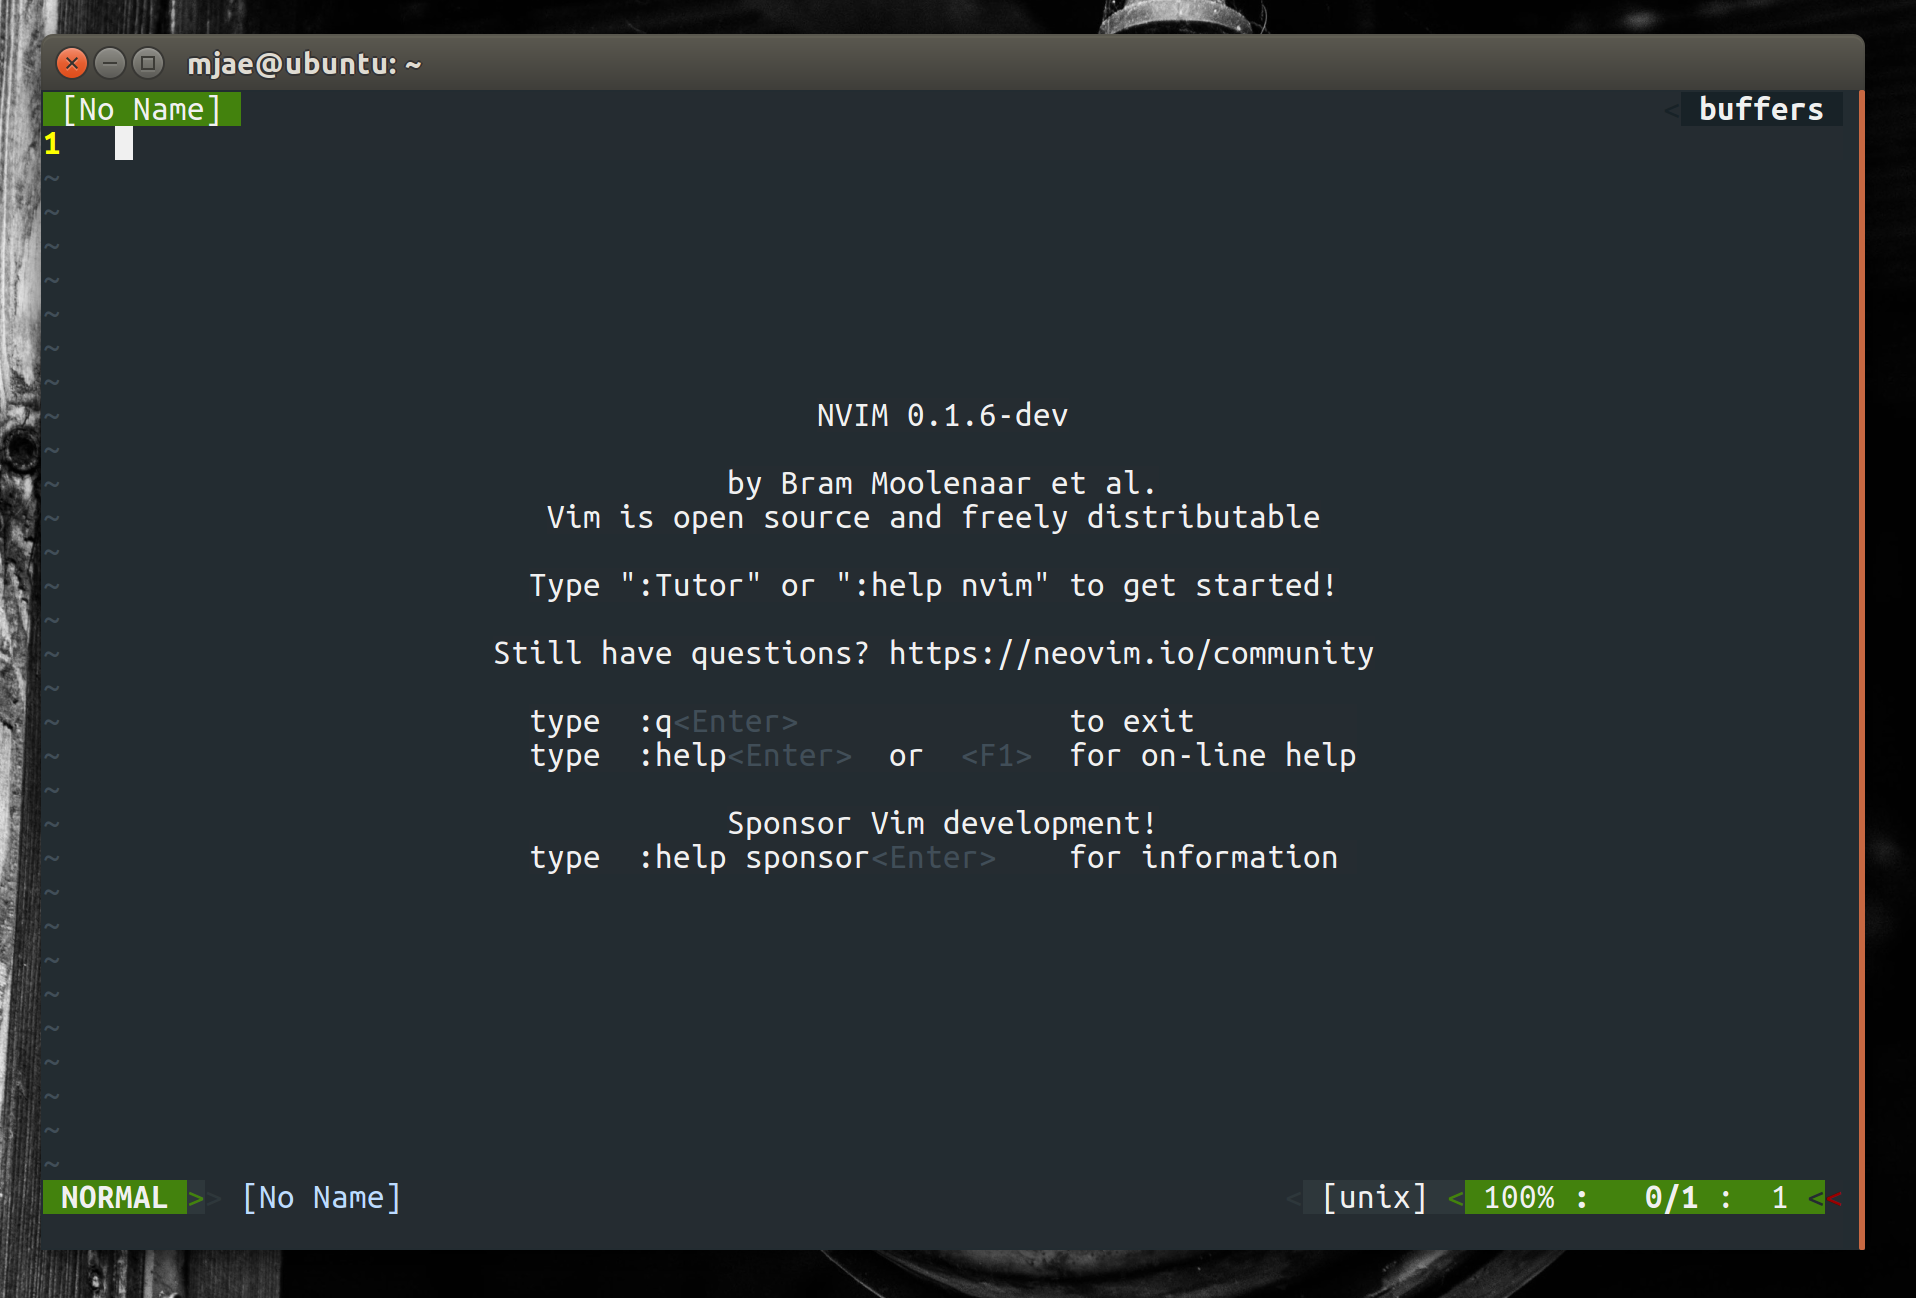 mjae@ubuntu: ~
[No Name] < buffers
1
~
~
~
~
~
~
~
~ NVIM 0.1.6-dev
~
~ by Bram Moolenaar et al.
~ Vim is open source and freely distributable
~
~ Type ":Tutor" or ":help nvim" to get started!
~
~ Still have questions? https://neovim.io/community
~
~ type :q<Enter> to exit
~ type :help<Enter> or <F1> for on-line help
~
~ Sponsor Vim development!
~ type :help sponsor<Enter> for information
~
~
~
~
~
~
~
~
~
NORMAL >> [No Name] < [unix] < 100% : 0/1 : 1 <<